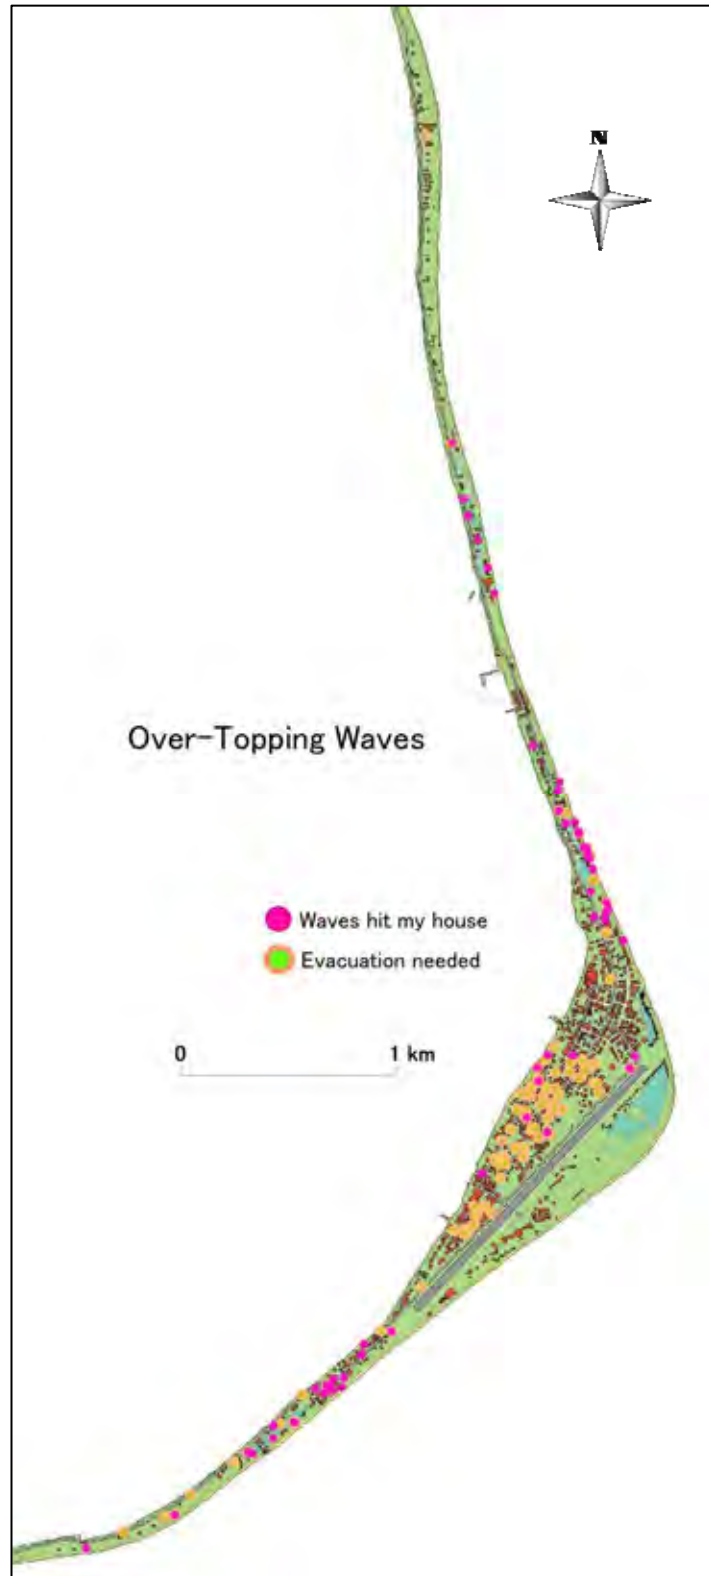 N
Over-Topping Waves
Waves hit my house
Evacuation needed
0 1 km